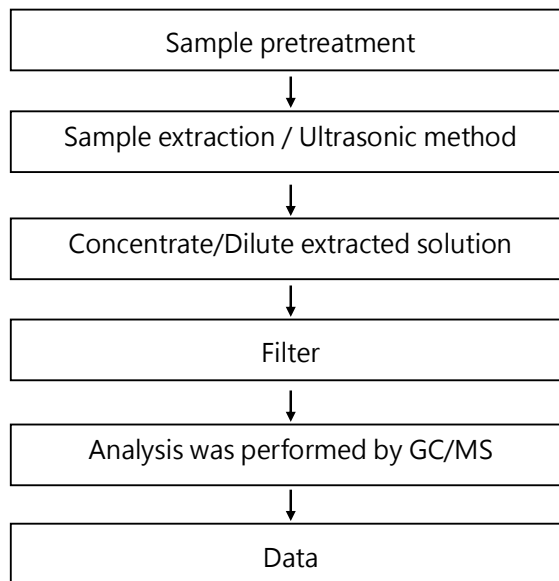 Sample pretreatment
Sample extraction / Ultrasonic method
Concentrate/Dilute extracted solution
Filter
Analysis was performed by GC/MS
Data